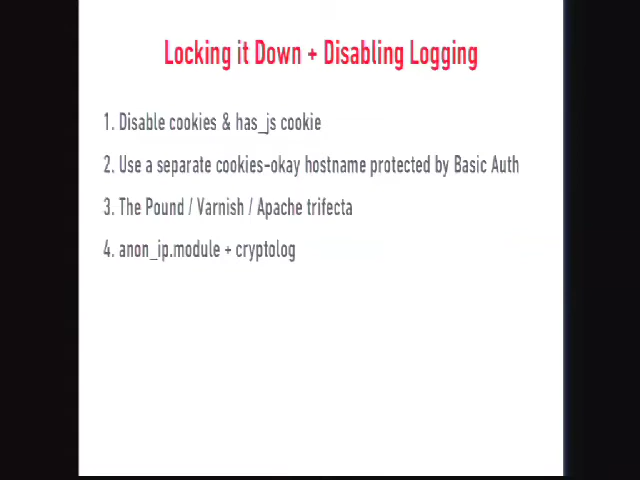 Locking it Down + Disabling Logging
1. Disable cookies & has_js cookie
2. Use a separate cookies-okay hostname protected by Basic Auth
3. The Pound / Varnish / Apache trifecta
4. anon_ip.module + cryptolog